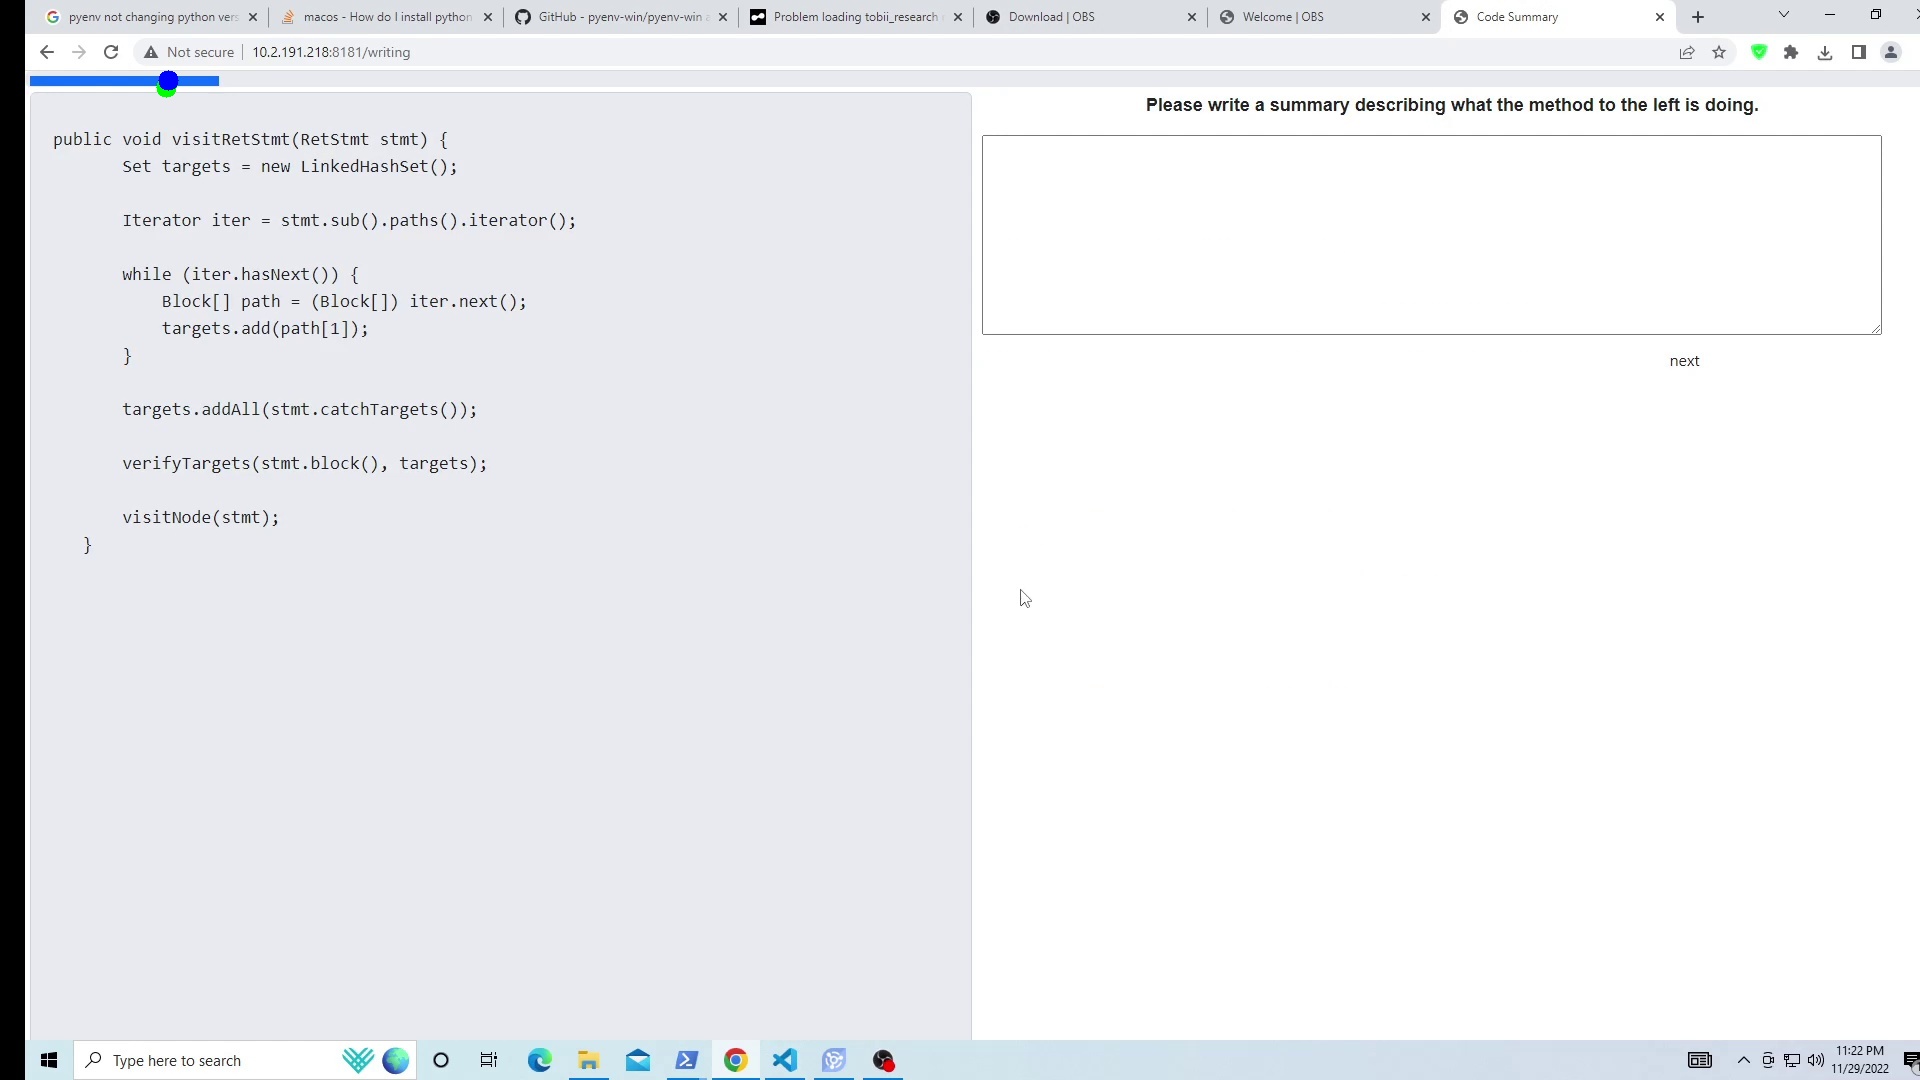 pyenv not changing python vers
macos - How do I install python
GitHub - pyenv-win/pyenv-win a
Problem loading tobii_research
Download | OBS
Welcome | OBS
Code Summary
Not secure
10.2.191.218:8181/writing
public void visitRetStmt(RetStmt stmt) {
Set targets = new LinkedHashSet();
Iterator iter = stmt.sub().paths().iterator();
while (iter.hasNext()) {
Block[] path = (Block[]) iter.next();
targets.add(path[1]);
}
targets.addAll(stmt.catchTargets());
verifyTargets(stmt.block(), targets);
visitNode(stmt);
}
Please write a summary describing what the method to the left is doing.
next
Type here to search
11:22 PM
11/29/2022